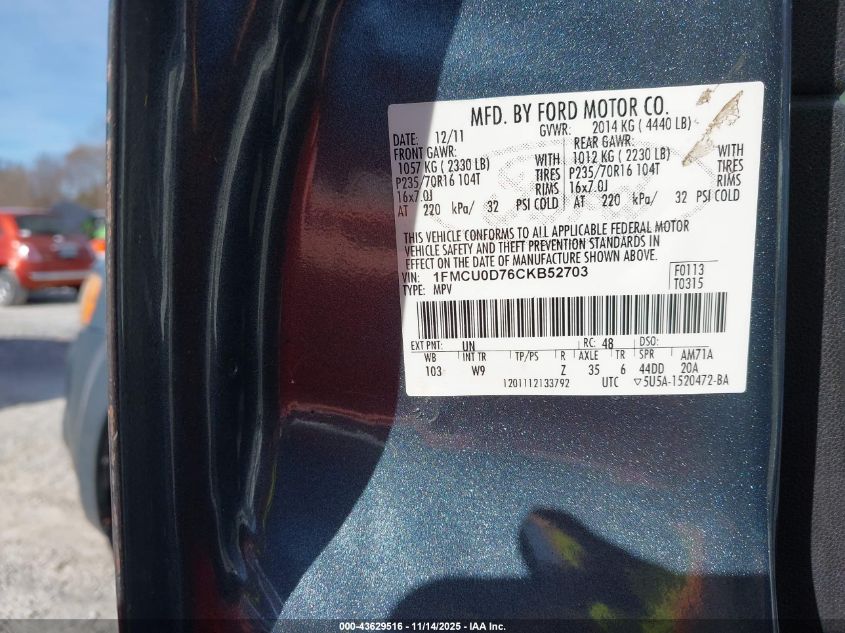 MFD. BY FORD MOTOR CO.
DATE: 12/11 GVWR: 2014 KG ( 4440 LB)
FRONT GAWR: REAR GAWR:
1057 KG ( 2330 LB) WITH 1012 KG ( 2230 LB) WITH
P235/70R16 104T TIRES P235/70R16 104T TIRES
16x7.0J RIMS 16x7.0J RIMS
AT 220 kPa/ 32 PSI COLD AT 220 kPa/ 32 PSI COLD
THIS VEHICLE CONFORMS TO ALL APPLICABLE FEDERAL MOTOR
VEHICLE SAFETY AND THEFT PREVENTION STANDARDS IN
EFFECT ON THE DATE OF MANUFACTURE SHOWN ABOVE.
VIN: 1FMCU0D76CKB52703 F0113
TYPE: MPV T0315
EXT PNT: UN RC: 48 DSO:
WB INT TR TP/PS R AXLE TR SPR AM71A
103 W9 Z 35 6 44DD 20A
1201112133792 UTC ▽5U5A-1520472-BA
000-43629516 - 11/14/2025 - IAA Inc.